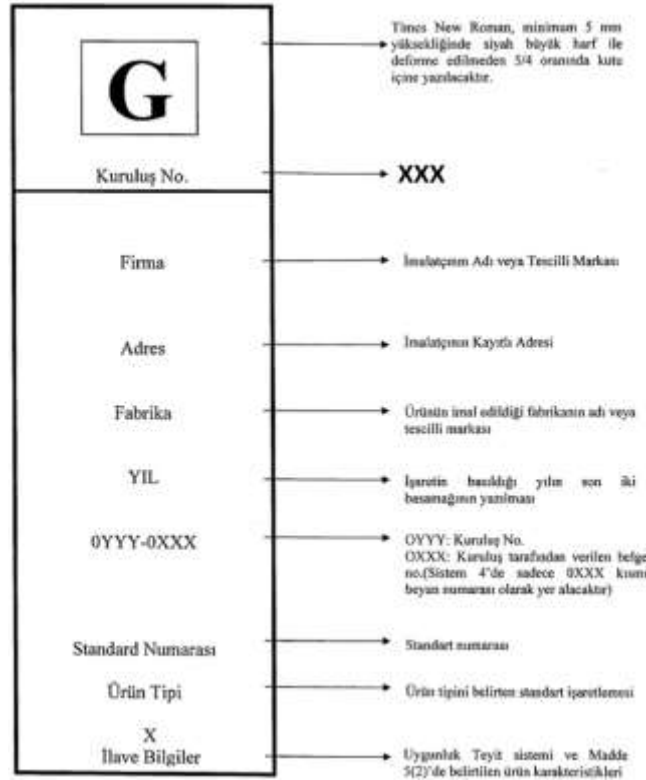 Times New Roman, minimum 5 mm
yüksekliğinde siyah büyük harf ile
deforme edilmeden 5/4 oranında kutu
içine yazılacaktır.
G
Kuruluş No.
XXX
Firma
İmalatçının Adı veya Tescilli Markası
Adres
İmalatçının Kayıtlı Adresi
Fabrika
Ürünün imal edildiği fabrikanın adı veya
tescilli markası
YIL
İşaretin basıldığı yılın son iki
basamağının yazılması
0YYY-0XXX
OYYY: Kuruluş No.
OXXX: Kuruluş tarafından verilen belge
no.(Sistem 4'de sadece 0XXX kısmı
beyan numarası olarak yer alacaktır)
Standard Numarası
Standart numarası
Ürün Tipi
Ürün tipini belirten standart işaretlemesi
X
İlave Bilgiler
Uygunluk Teyit sistemi ve Madde
5(2)'de belirtilen ürün karakteristikleri